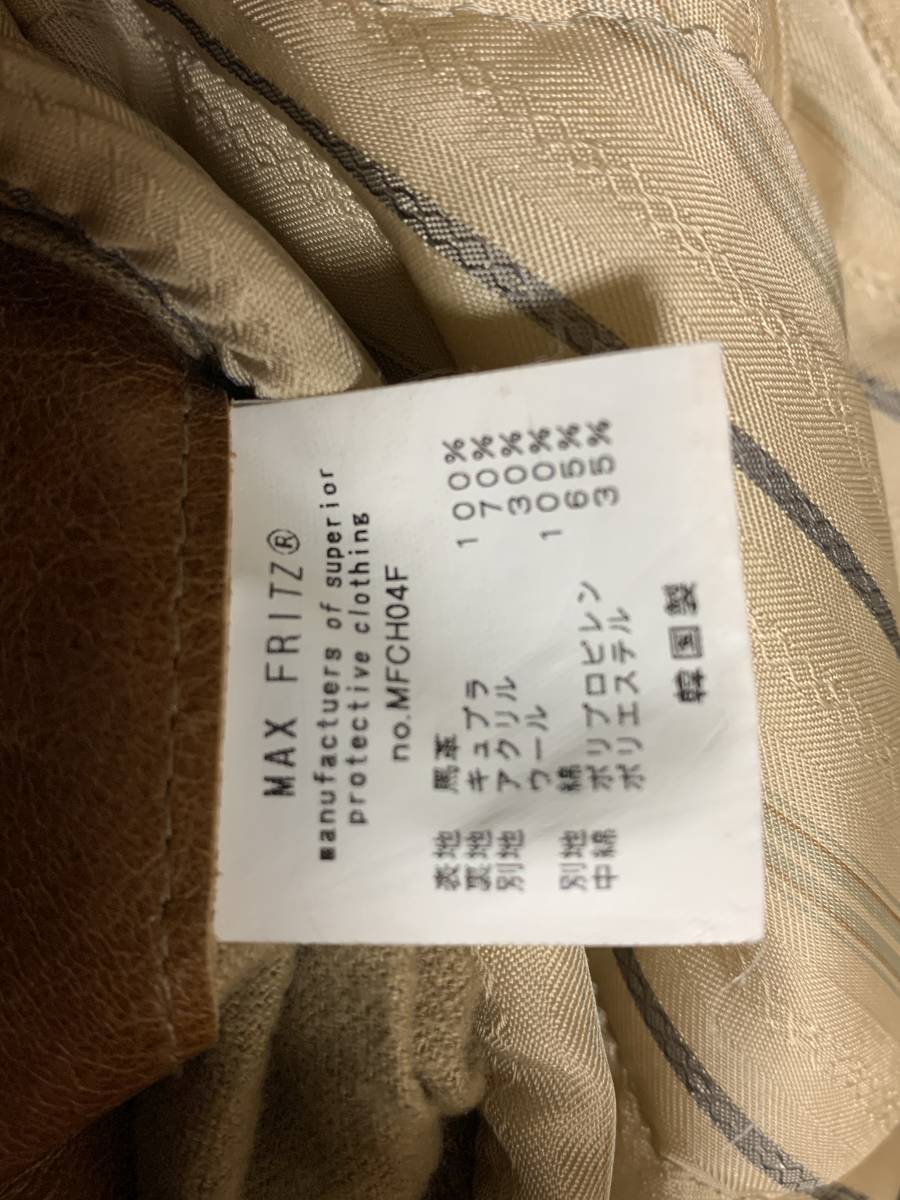 MAX FRITZ®
manufactuers of superior
protective clothing
no.MFCH04F
表地 馬革
裏地 キュプラ 100%
別地 アクリル 70%
ウール 30%
別地 綿 100%
中綿 ポリプロピレン 65%
ポリエステル 35%
韓国製